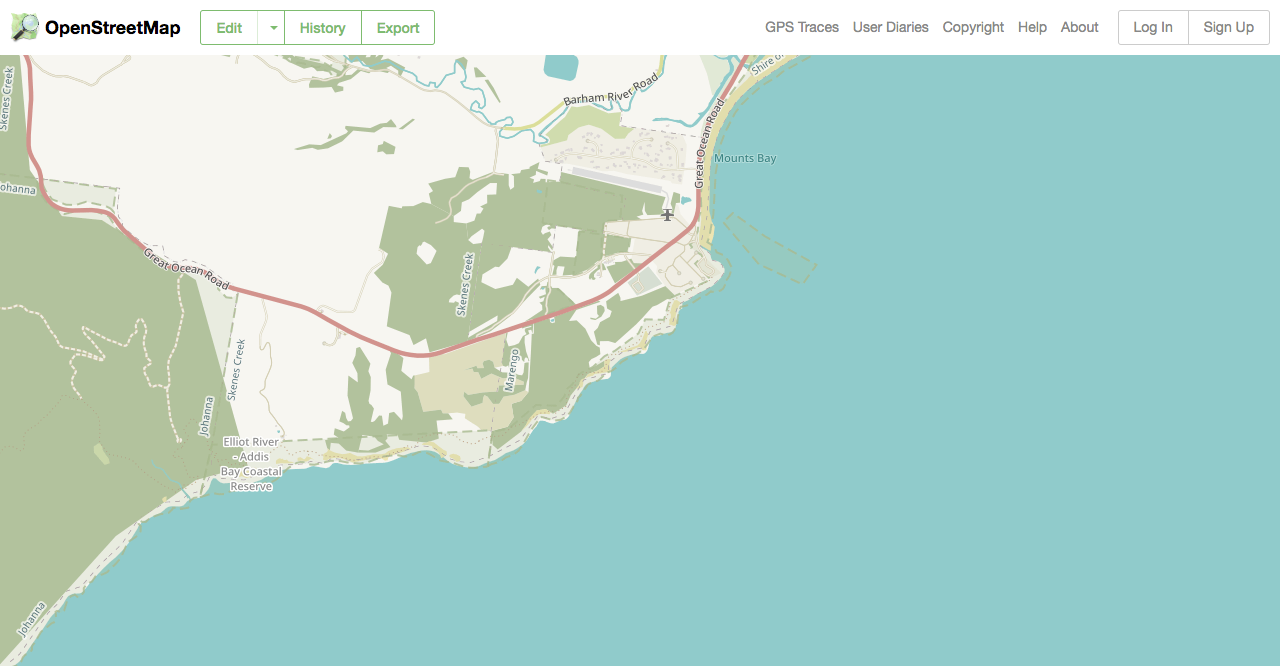 OpenStreetMap
Edit
History
Export
GPS Traces
User Diaries
Copyright
Help
About
Log In
Sign Up
Skenes Creek
Barham River Road
Shire o
Great Ocean Road
Mounts Bay
ohanna
Great Ocean Road
Skenes Creek
Skenes Creek
Marengo
Johanna
Elliot River
- Addis
Bay Coastal
Reserve
Johanna